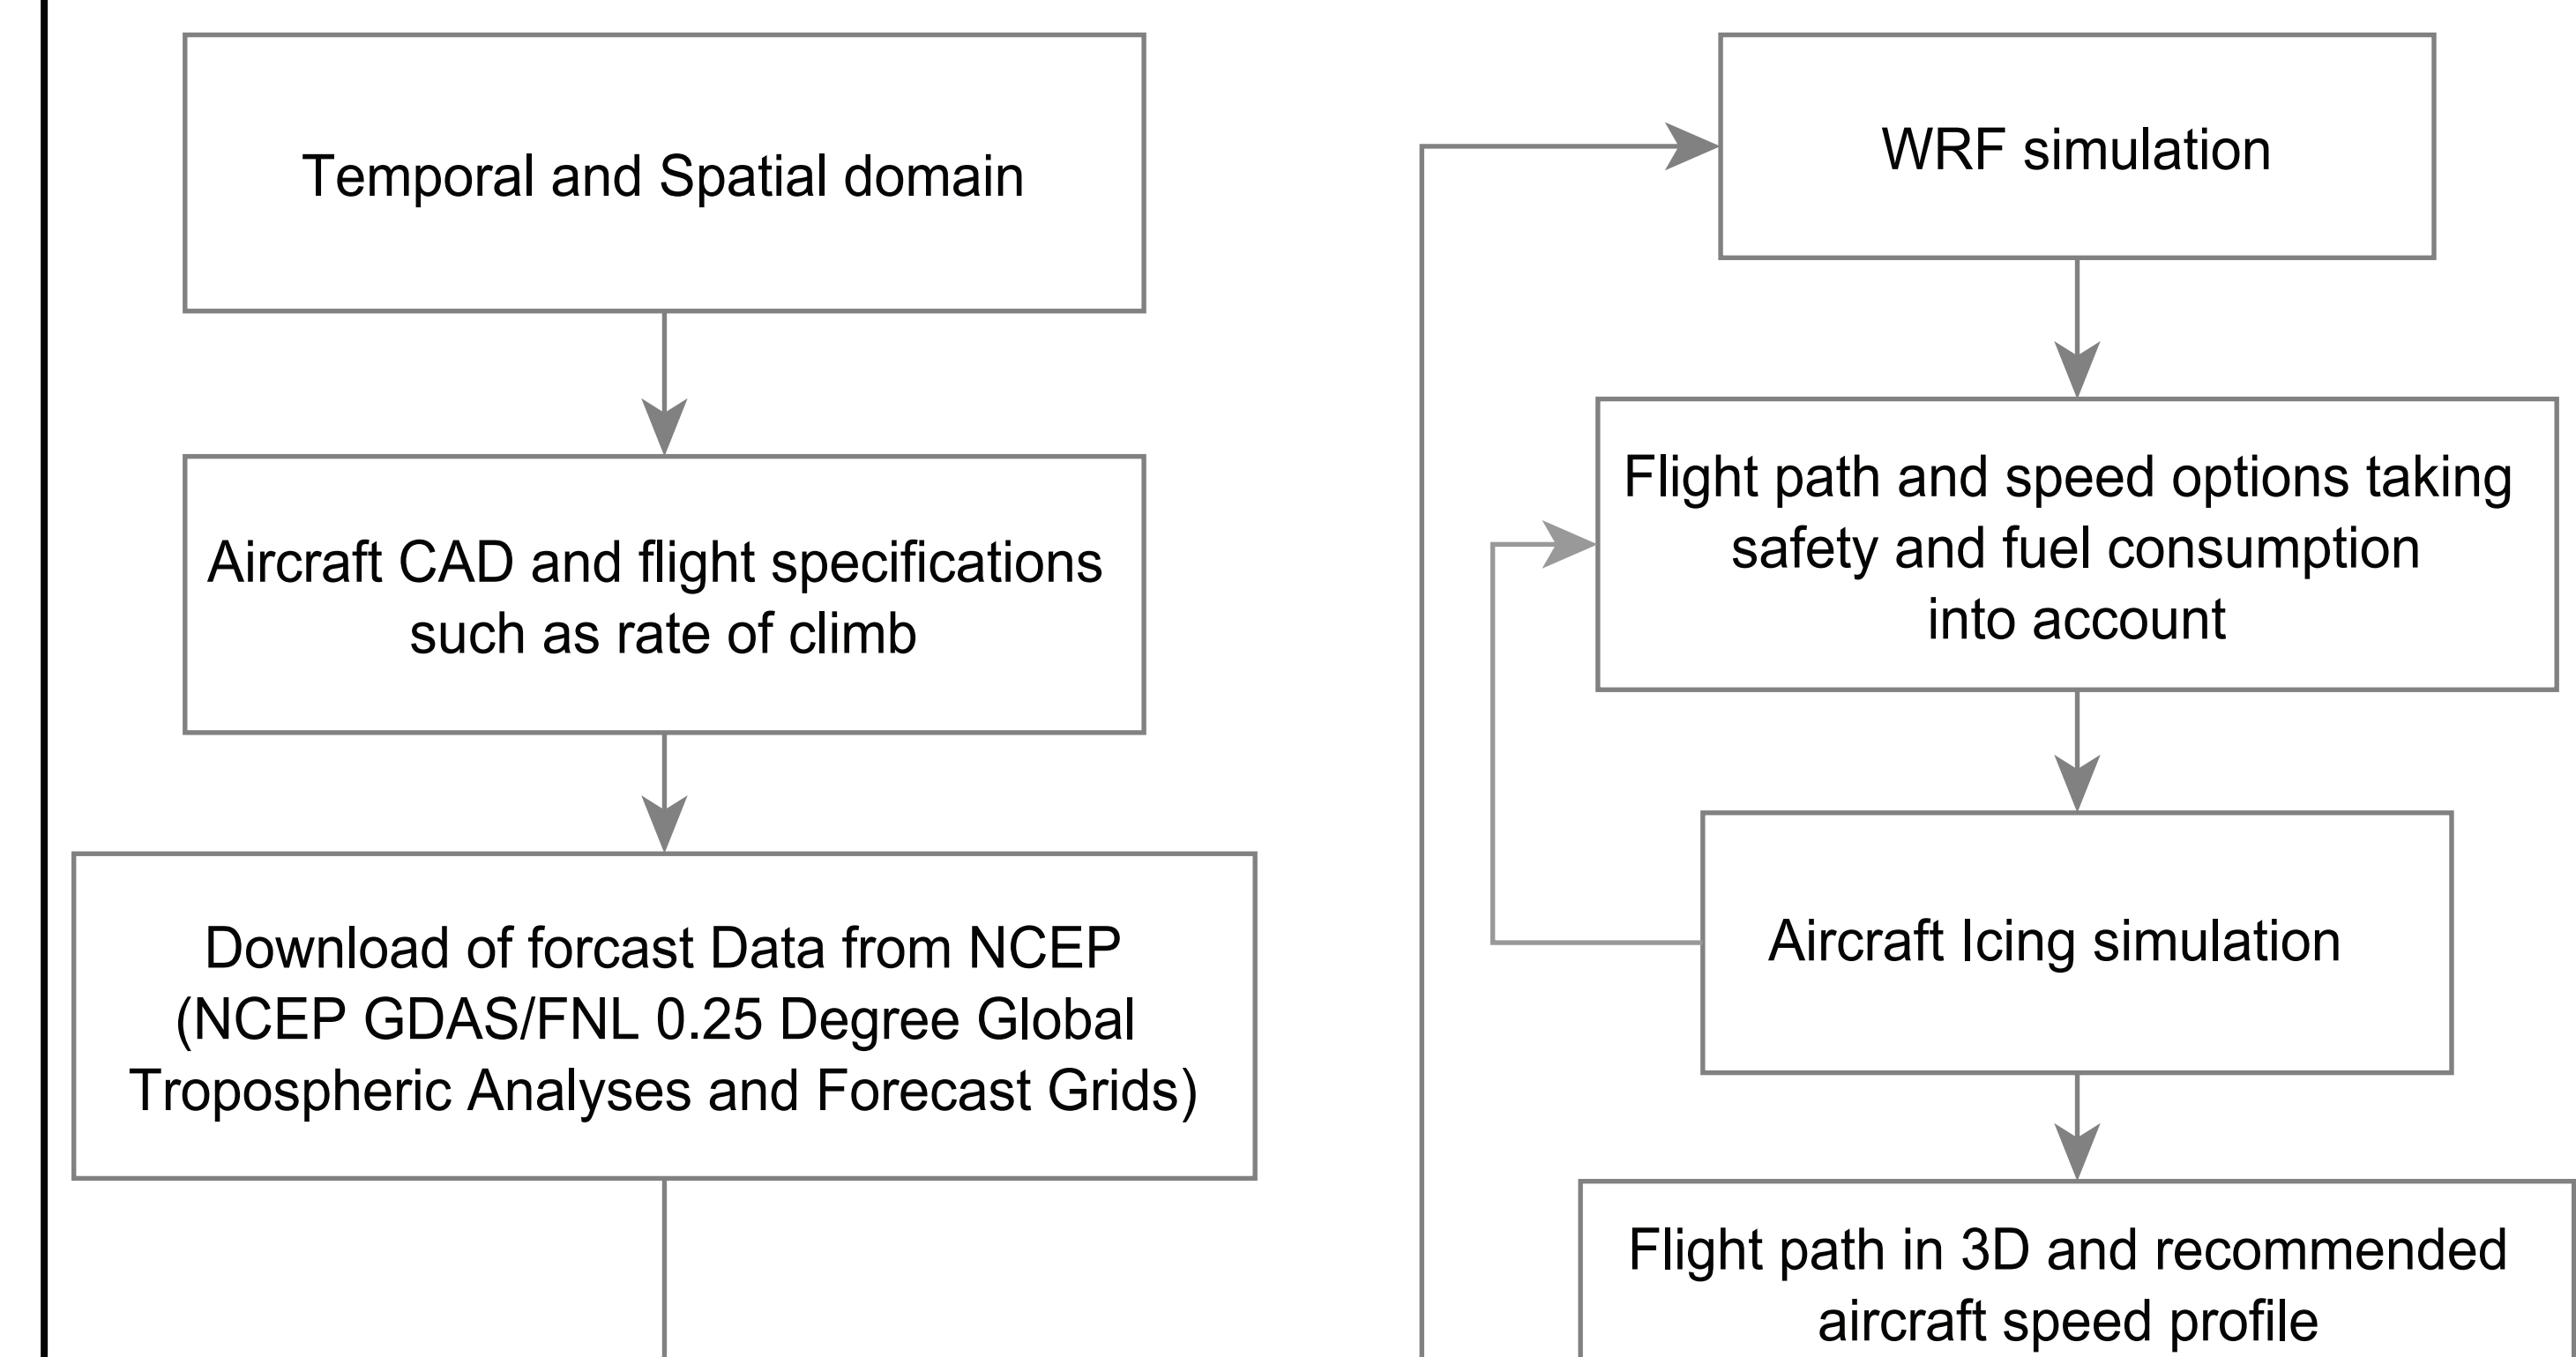 Temporal and Spatial domain
Aircraft CAD and flight specifications
such as rate of climb
Download of forcast Data from NCEP
(NCEP GDAS/FNL 0.25 Degree Global
Tropospheric Analyses and Forecast Grids)
WRF simulation
Flight path and speed options taking
safety and fuel consumption
into account
Aircraft Icing simulation
Flight path in 3D and recommended
aircraft speed profile